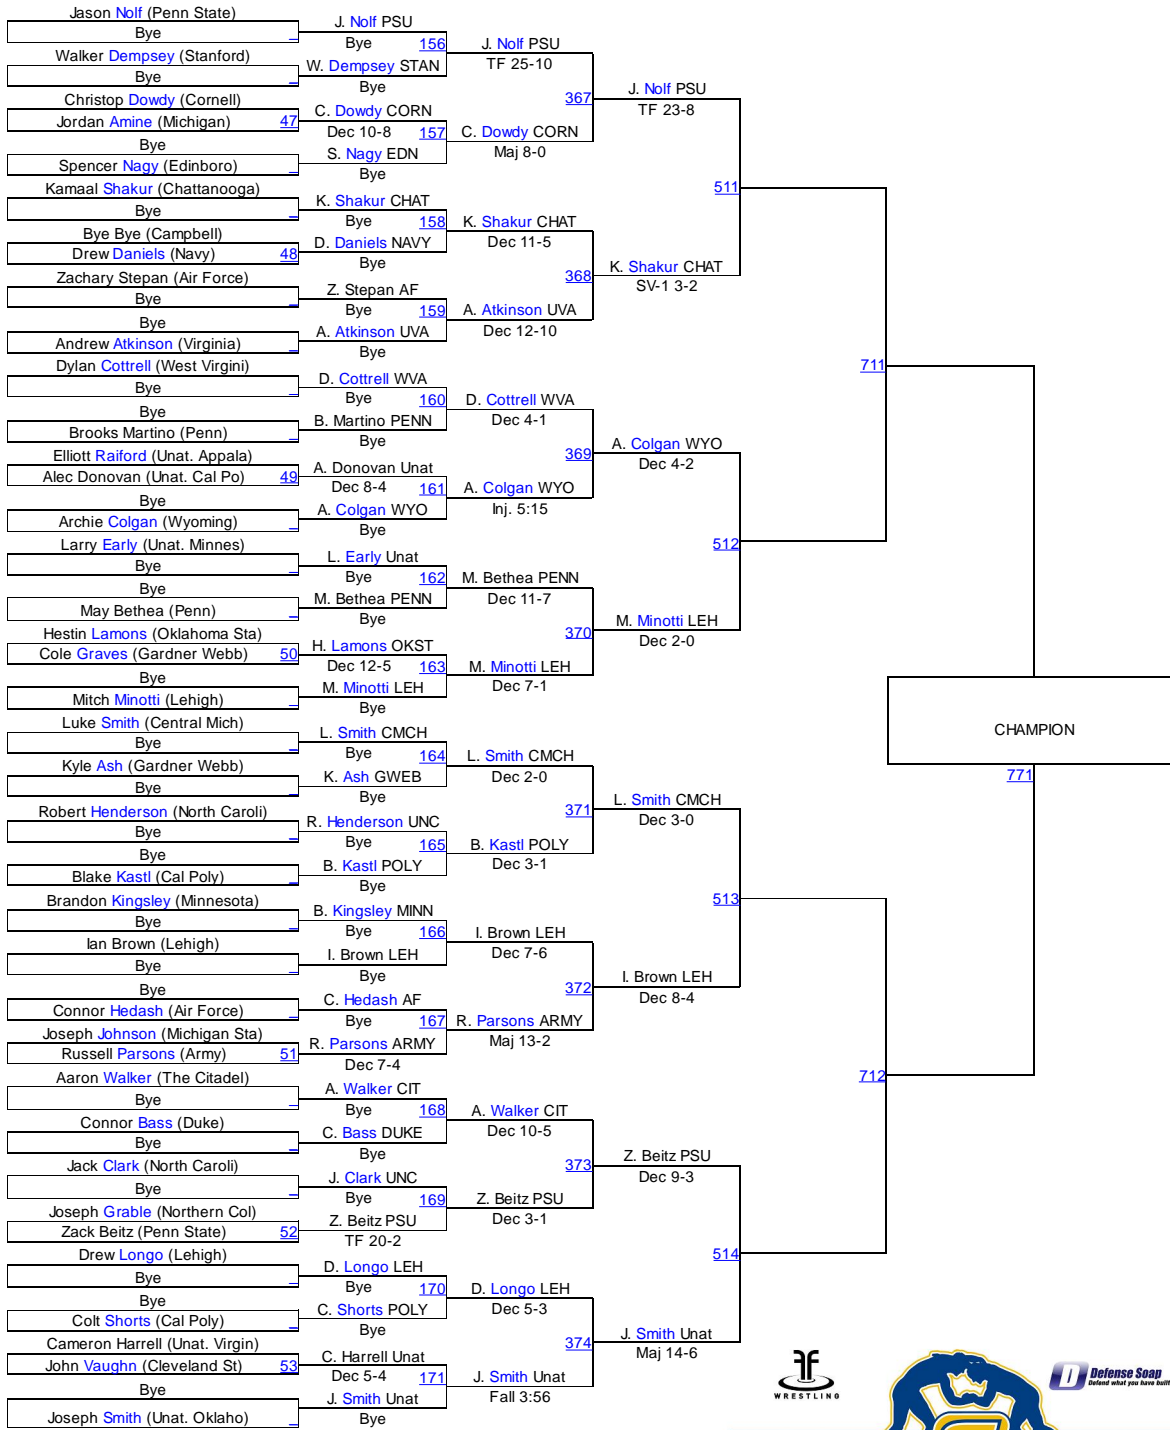 Jason Nolf (Penn State)
Bye
Walker Dempsey (Stanford)
Bye
Christop Dowdy (Cornell)
Jordan Amine (Michigan) 47
Bye
Spencer Nagy (Edinboro)
Kamaal Shakur (Chattanooga)
Bye
Bye Bye (Campbell)
Drew Daniels (Navy) 48
Zachary Stepan (Air Force)
Bye
Bye
Andrew Atkinson (Virginia)
Dylan Cottrell (West Virgini)
Bye
Bye
Brooks Martino (Penn)
Elliott Raiford (Unat. Appala)
Alec Donovan (Unat. Cal Po) 49
Bye
Archie Colgan (Wyoming)
Larry Early (Unat. Minnes)
Bye
Bye
May Bethea (Penn)
Hestin Lamons (Oklahoma Sta)
Cole Graves (Gardner Webb) 50
Bye
Mitch Minotti (Lehigh)
Luke Smith (Central Mich)
Bye
Kyle Ash (Gardner Webb)
Bye
Robert Henderson (North Caroli)
Bye
Bye
Blake Kastl (Cal Poly)
Brandon Kingsley (Minnesota)
Bye
Ian Brown (Lehigh)
Bye
Bye
Connor Hedash (Air Force)
Joseph Johnson (Michigan Sta)
Russell Parsons (Army) 51
Aaron Walker (The Citadel)
Bye
Connor Bass (Duke)
Bye
Jack Clark (North Caroli)
Bye
Joseph Grable (Northern Col)
Zack Beitz (Penn State) 52
Drew Longo (Lehigh)
Bye
Bye
Colt Shorts (Cal Poly)
Cameron Harrell (Unat. Virgin)
John Vaughn (Cleveland St) 53
Bye
Joseph Smith (Unat. Oklaho)
J. Nolf PSU
Bye 156
W. Dempsey STAN
Bye
C. Dowdy CORN
Dec 10-8 157
S. Nagy EDN
Bye
K. Shakur CHAT
Bye 158
D. Daniels NAVY
Bye
Z. Stepan AF
Bye 159
A. Atkinson UVA
Bye
D. Cottrell WVA
Bye 160
B. Martino PENN
Bye
A. Donovan Unat
Dec 8-4 161
A. Colgan WYO
Bye
L. Early Unat
Bye 162
M. Bethea PENN
Bye
H. Lamons OKST
Dec 12-5 163
M. Minotti LEH
Bye
L. Smith CMCH
Bye 164
K. Ash GWEB
Bye
R. Henderson UNC
Bye 165
B. Kastl POLY
Bye
B. Kingsley MINN
Bye 166
I. Brown LEH
Bye
C. Hedash AF
Bye 167
R. Parsons ARMY
Dec 7-4
A. Walker CIT
Bye 168
C. Bass DUKE
Bye
J. Clark UNC
Bye 169
Z. Beitz PSU
TF 20-2
D. Longo LEH
Bye 170
C. Shorts POLY
Bye
C. Harrell Unat
Dec 5-4 171
J. Smith Unat
Bye
J. Nolf PSU
TF 25-10
367
C. Dowdy CORN
Maj 8-0
K. Shakur CHAT
Dec 11-5
368
A. Atkinson UVA
Dec 12-10
D. Cottrell WVA
Dec 4-1
369
A. Colgan WYO
Inj. 5:15
M. Bethea PENN
Dec 11-7
370
M. Minotti LEH
Dec 7-1
L. Smith CMCH
Dec 2-0
371
B. Kastl POLY
Dec 3-1
I. Brown LEH
Dec 7-6
372
R. Parsons ARMY
Maj 13-2
A. Walker CIT
Dec 10-5
373
Z. Beitz PSU
Dec 3-1
D. Longo LEH
Dec 5-3
374
J. Smith Unat
Fall 3:56
J. Nolf PSU
TF 23-8
511
K. Shakur CHAT
SV-1 3-2
A. Colgan WYO
Dec 4-2
512
M. Minotti LEH
Dec 2-0
L. Smith CMCH
Dec 3-0
513
I. Brown LEH
Dec 8-4
Z. Beitz PSU
Dec 9-3
514
J. Smith Unat
Maj 14-6
711
712
CHAMPION
771
WRESTLING
D Defense Soap
Defend what you have built